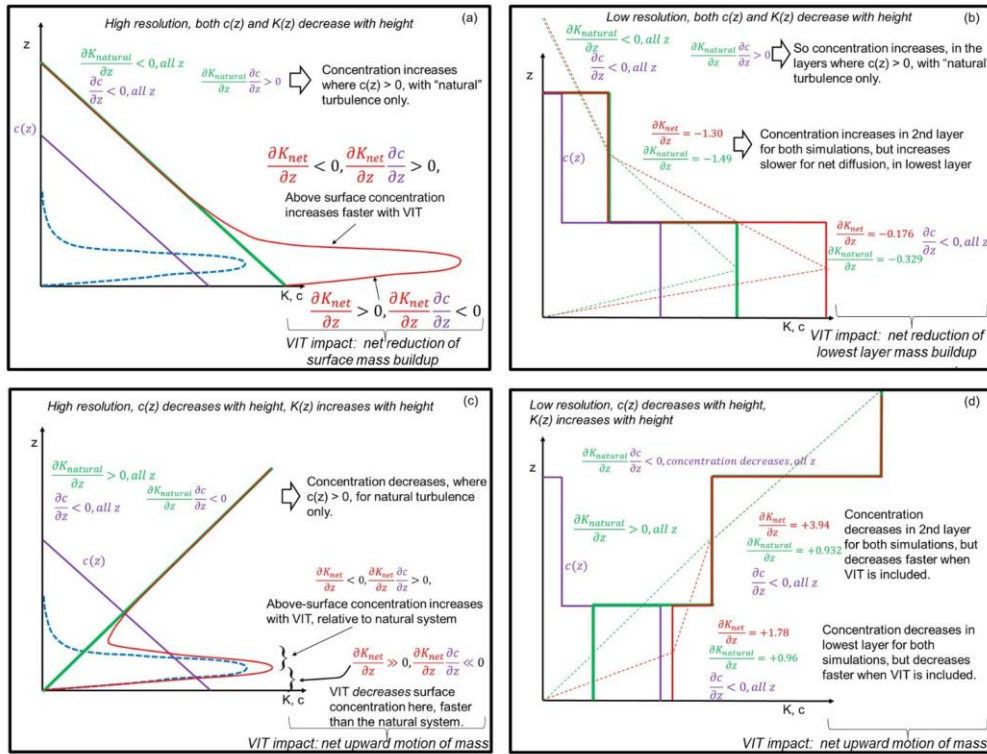 High resolution, both c(z) and K(z) decrease with height
(a)
z
∂K_natural/∂z < 0, all z
∂c/∂z < 0, all z
∂K_natural/∂z ∂c/∂z > 0
Concentration increases
where c(z) > 0, with “natural”
turbulence only.
c(z)
∂K_net/∂z < 0, ∂K_net/∂z ∂c/∂z > 0,
Above surface concentration
increases faster with VIT
K, c
∂K_net/∂z > 0, ∂K_net/∂z ∂c/∂z < 0
VIT impact: net reduction of
surface mass buildup
Low resolution, both c(z) and K(z) decrease with height
(b)
z
∂K_natural/∂z < 0, all z
∂c/∂z < 0, all z
∂K_natural/∂z ∂c/∂z > 0
So concentration increases, in the
layers where c(z) > 0, with “natural”
turbulence only.
c(z)
∂K_net/∂z = −1.30
∂K_natural/∂z = −1.49
Concentration increases in 2nd layer
for both simulations, but increases
slower for net diffusion, in lowest layer
∂K_net/∂z = −0.176
∂K_natural/∂z = −0.329
∂c/∂z < 0, all z
K, c
VIT impact: net reduction of
lowest layer mass buildup
High resolution, c(z) decreases with height, K(z) increases with height
(c)
z
∂K_natural/∂z > 0, all z
∂c/∂z < 0, all z
∂K_natural/∂z ∂c/∂z < 0
Concentration decreases, where
c(z) > 0, for natural turbulence
only.
c(z)
∂K_net/∂z < 0, ∂K_net/∂z ∂c/∂z > 0,
Above-surface concentration increases
with VIT, relative to natural system
∂K_net/∂z ≫ 0, ∂K_net/∂z ∂c/∂z ≪ 0
K, c
VIT decreases surface
concentration here, faster
than the natural system.
VIT impact: net upward motion of mass
Low resolution, c(z) decreases with height,
K(z) increases with height
(d)
z
∂K_natural/∂z ∂c/∂z < 0, concentration decreases, all z
∂K_natural/∂z > 0, all z
c(z)
∂K_net/∂z = +3.94
∂K_natural/∂z = +0.932
∂c/∂z < 0, all z
Concentration
decreases in 2nd layer
for both simulations, but
decreases faster when
VIT is included.
∂K_net/∂z = +1.78
∂K_natural/∂z = +0.96
∂c/∂z < 0, all z
Concentration decreases in
lowest layer for both
simulations, but decreases
faster when VIT is included.
K, c
VIT impact: net upward motion of mass